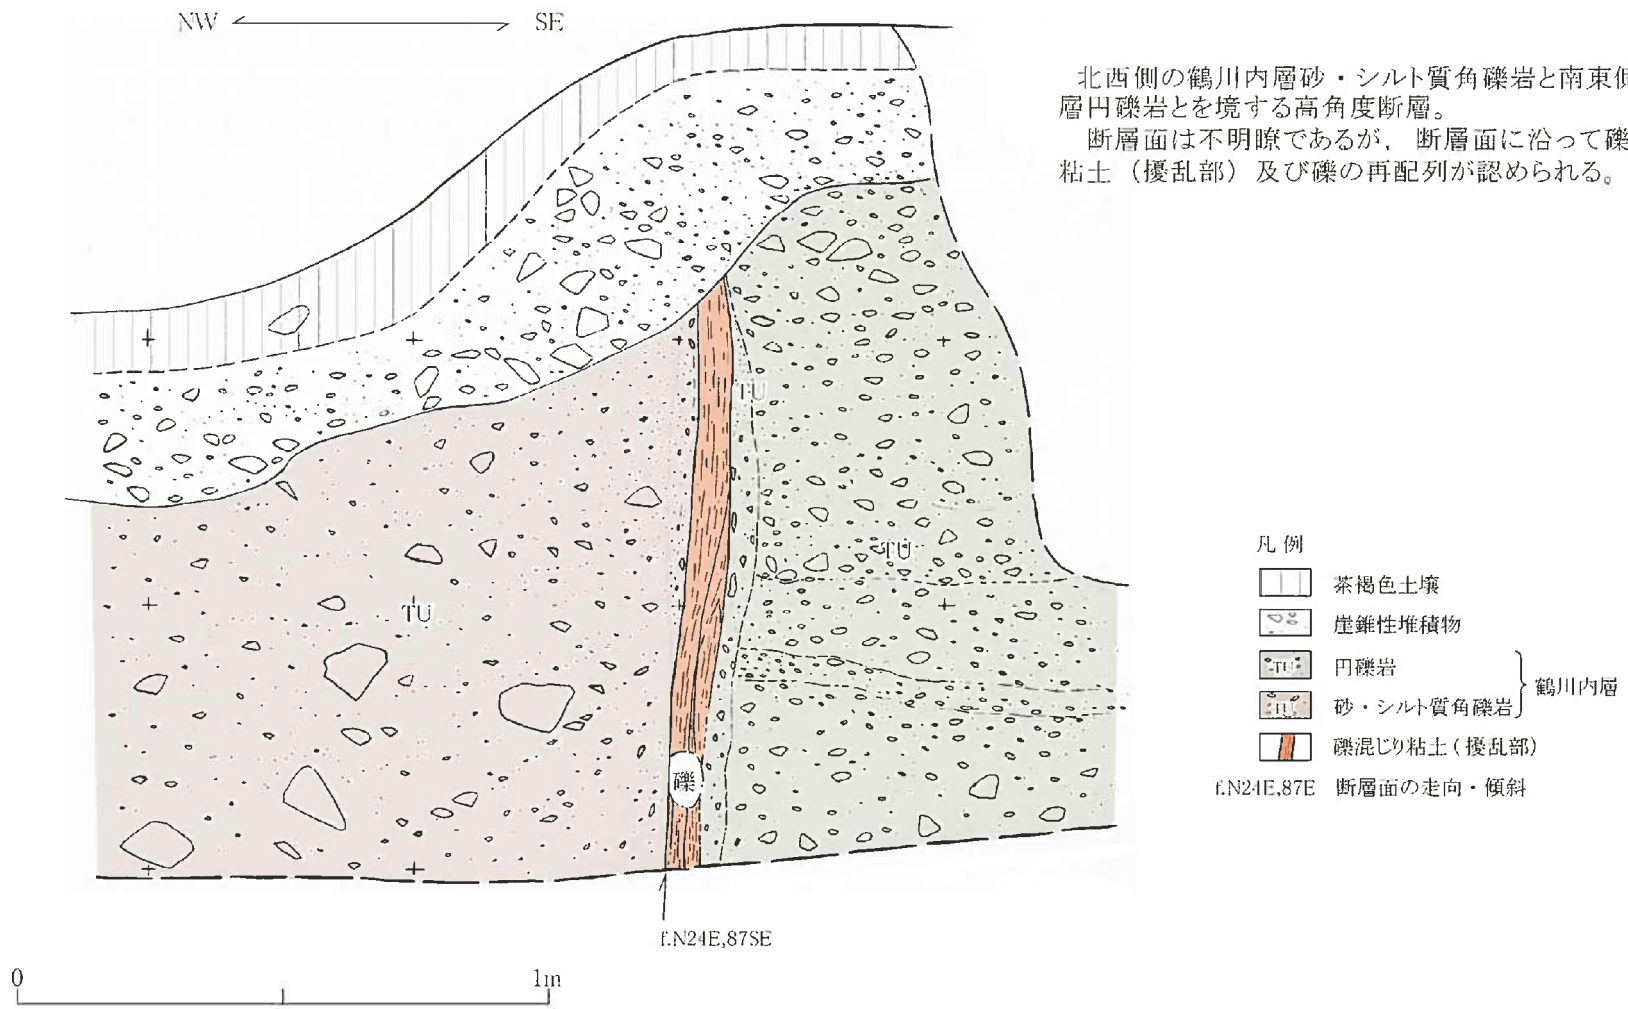 NW SE
北西側の鶴川内層砂・シルト質角礫岩と南東側
層円礫岩とを境する高角度断層。
断層面は不明瞭であるが，断層面に沿って礫
粘土（擾乱部）及び礫の再配列が認められる。
TU
TU
TU
礫
f.N24E,87SE
0 1m
凡例
茶褐色土壌
崖錐性堆積物
TU 円礫岩
TU 砂・シルト質角礫岩
鶴川内層
礫混じり粘土(擾乱部)
f.N24E,87E 断層面の走向・傾斜